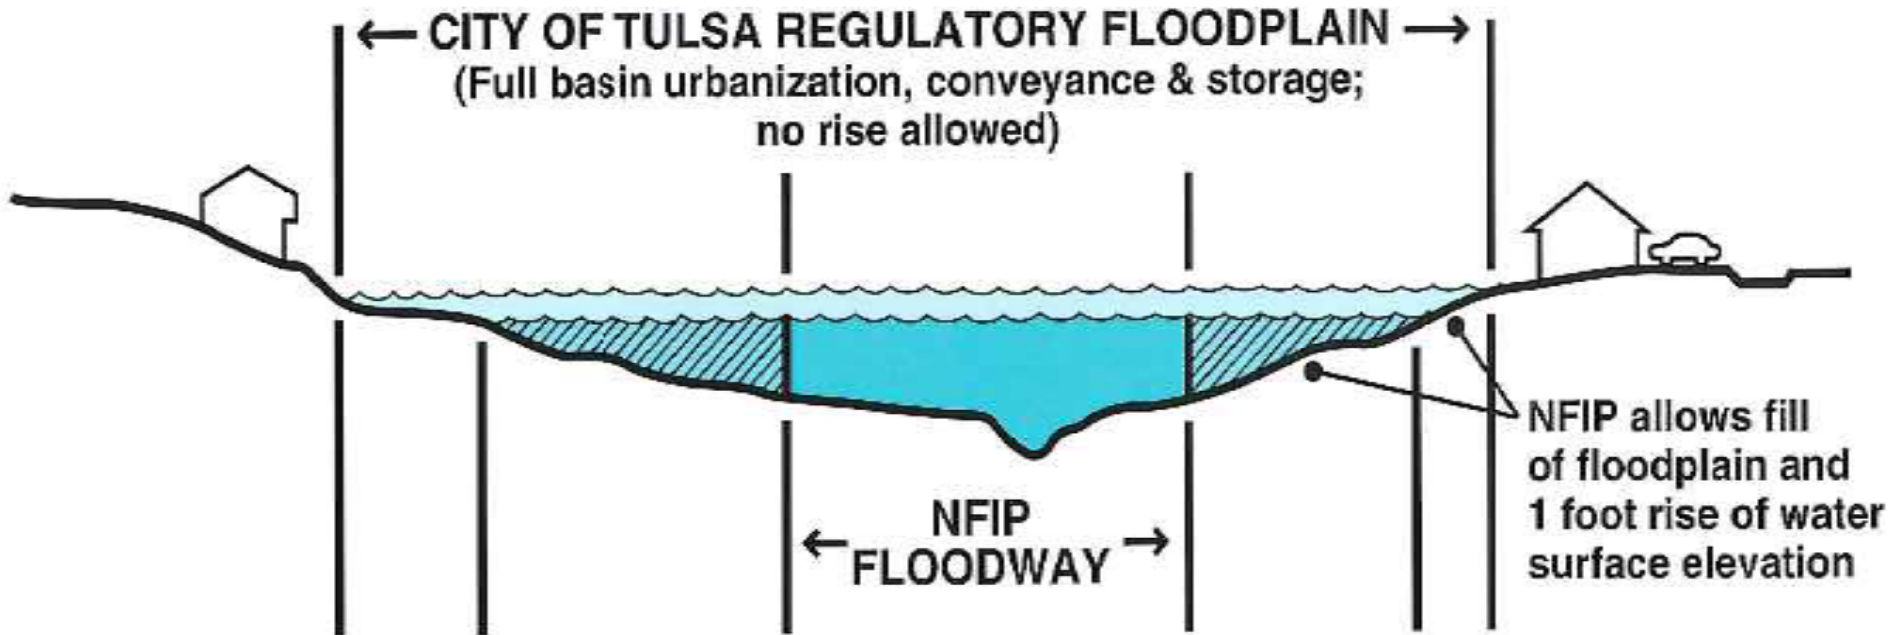 ← CITY OF TULSA REGULATORY FLOODPLAIN →
(Full basin urbanization, conveyance & storage;
no rise allowed)
NFIP
← FLOODWAY →
NFIP allows fill
of floodplain and
1 foot rise of water
surface elevation